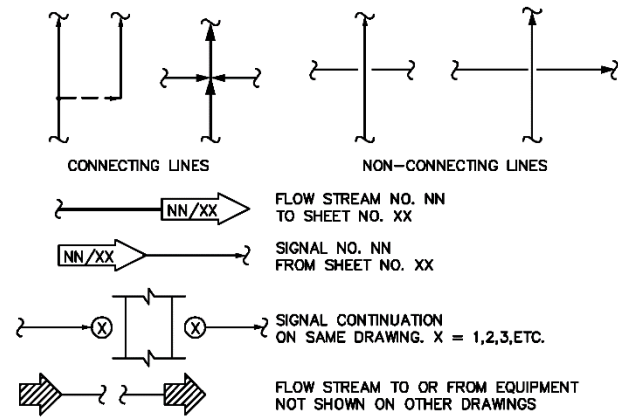 CONNECTING LINES
NON-CONNECTING LINES
NN/XX
FLOW STREAM NO. NN
TO SHEET NO. XX
NN/XX
SIGNAL NO. NN
FROM SHEET NO. XX
X
X
SIGNAL CONTINUATION
ON SAME DRAWING. X = 1,2,3,ETC.
FLOW STREAM TO OR FROM EQUIPMENT
NOT SHOWN ON OTHER DRAWINGS